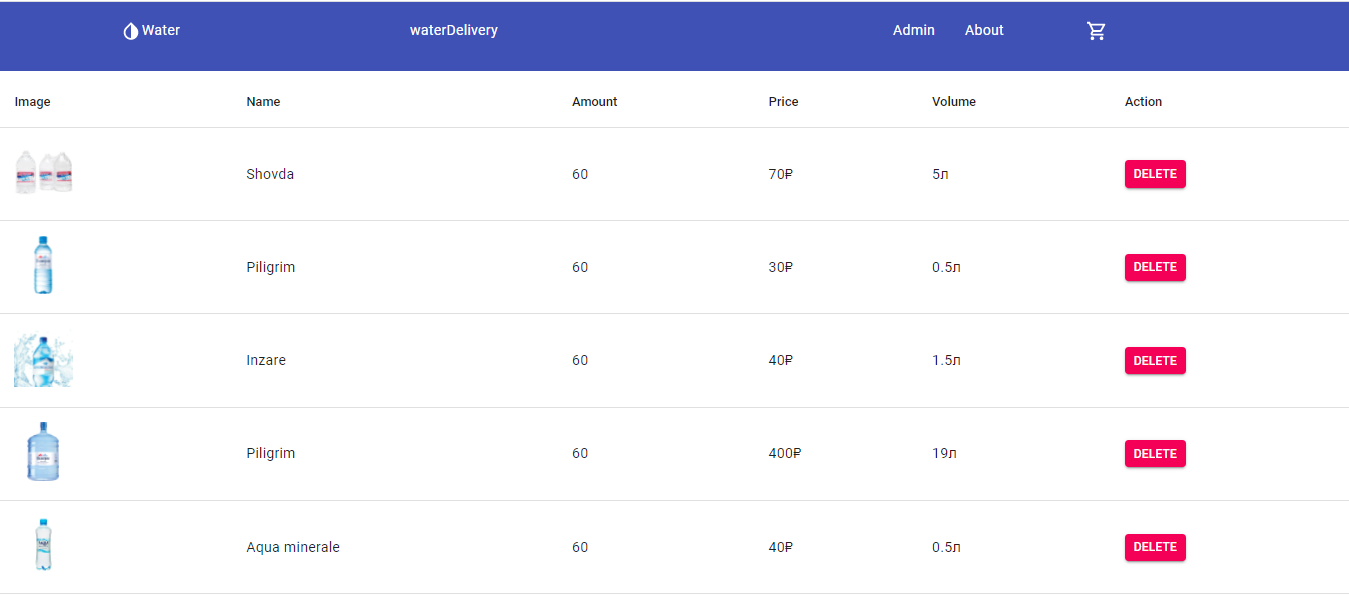 Water waterDelivery Admin About
Image Name Amount Price Volume Action
Shovda 60 70₽ 5л DELETE
Piligrim 60 30₽ 0.5л DELETE
Inzare 60 40₽ 1.5л DELETE
Piligrim 60 400₽ 19л DELETE
Aqua minerale 60 40₽ 0.5л DELETE